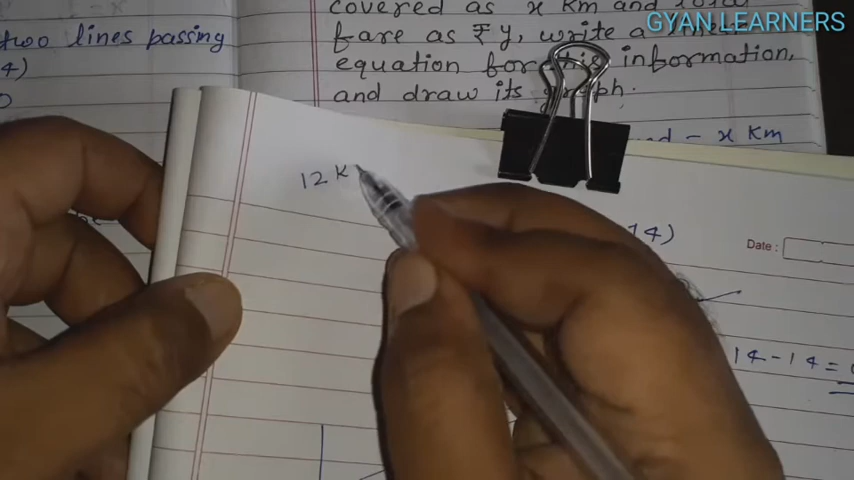 covered as x Km and total
GYAN LEARNERS
two lines passing
fare as ₹y, write a linear
4)
equation for this information,
and draw its graph.
x Km
12 K
14)
Date :
14 - 14 =